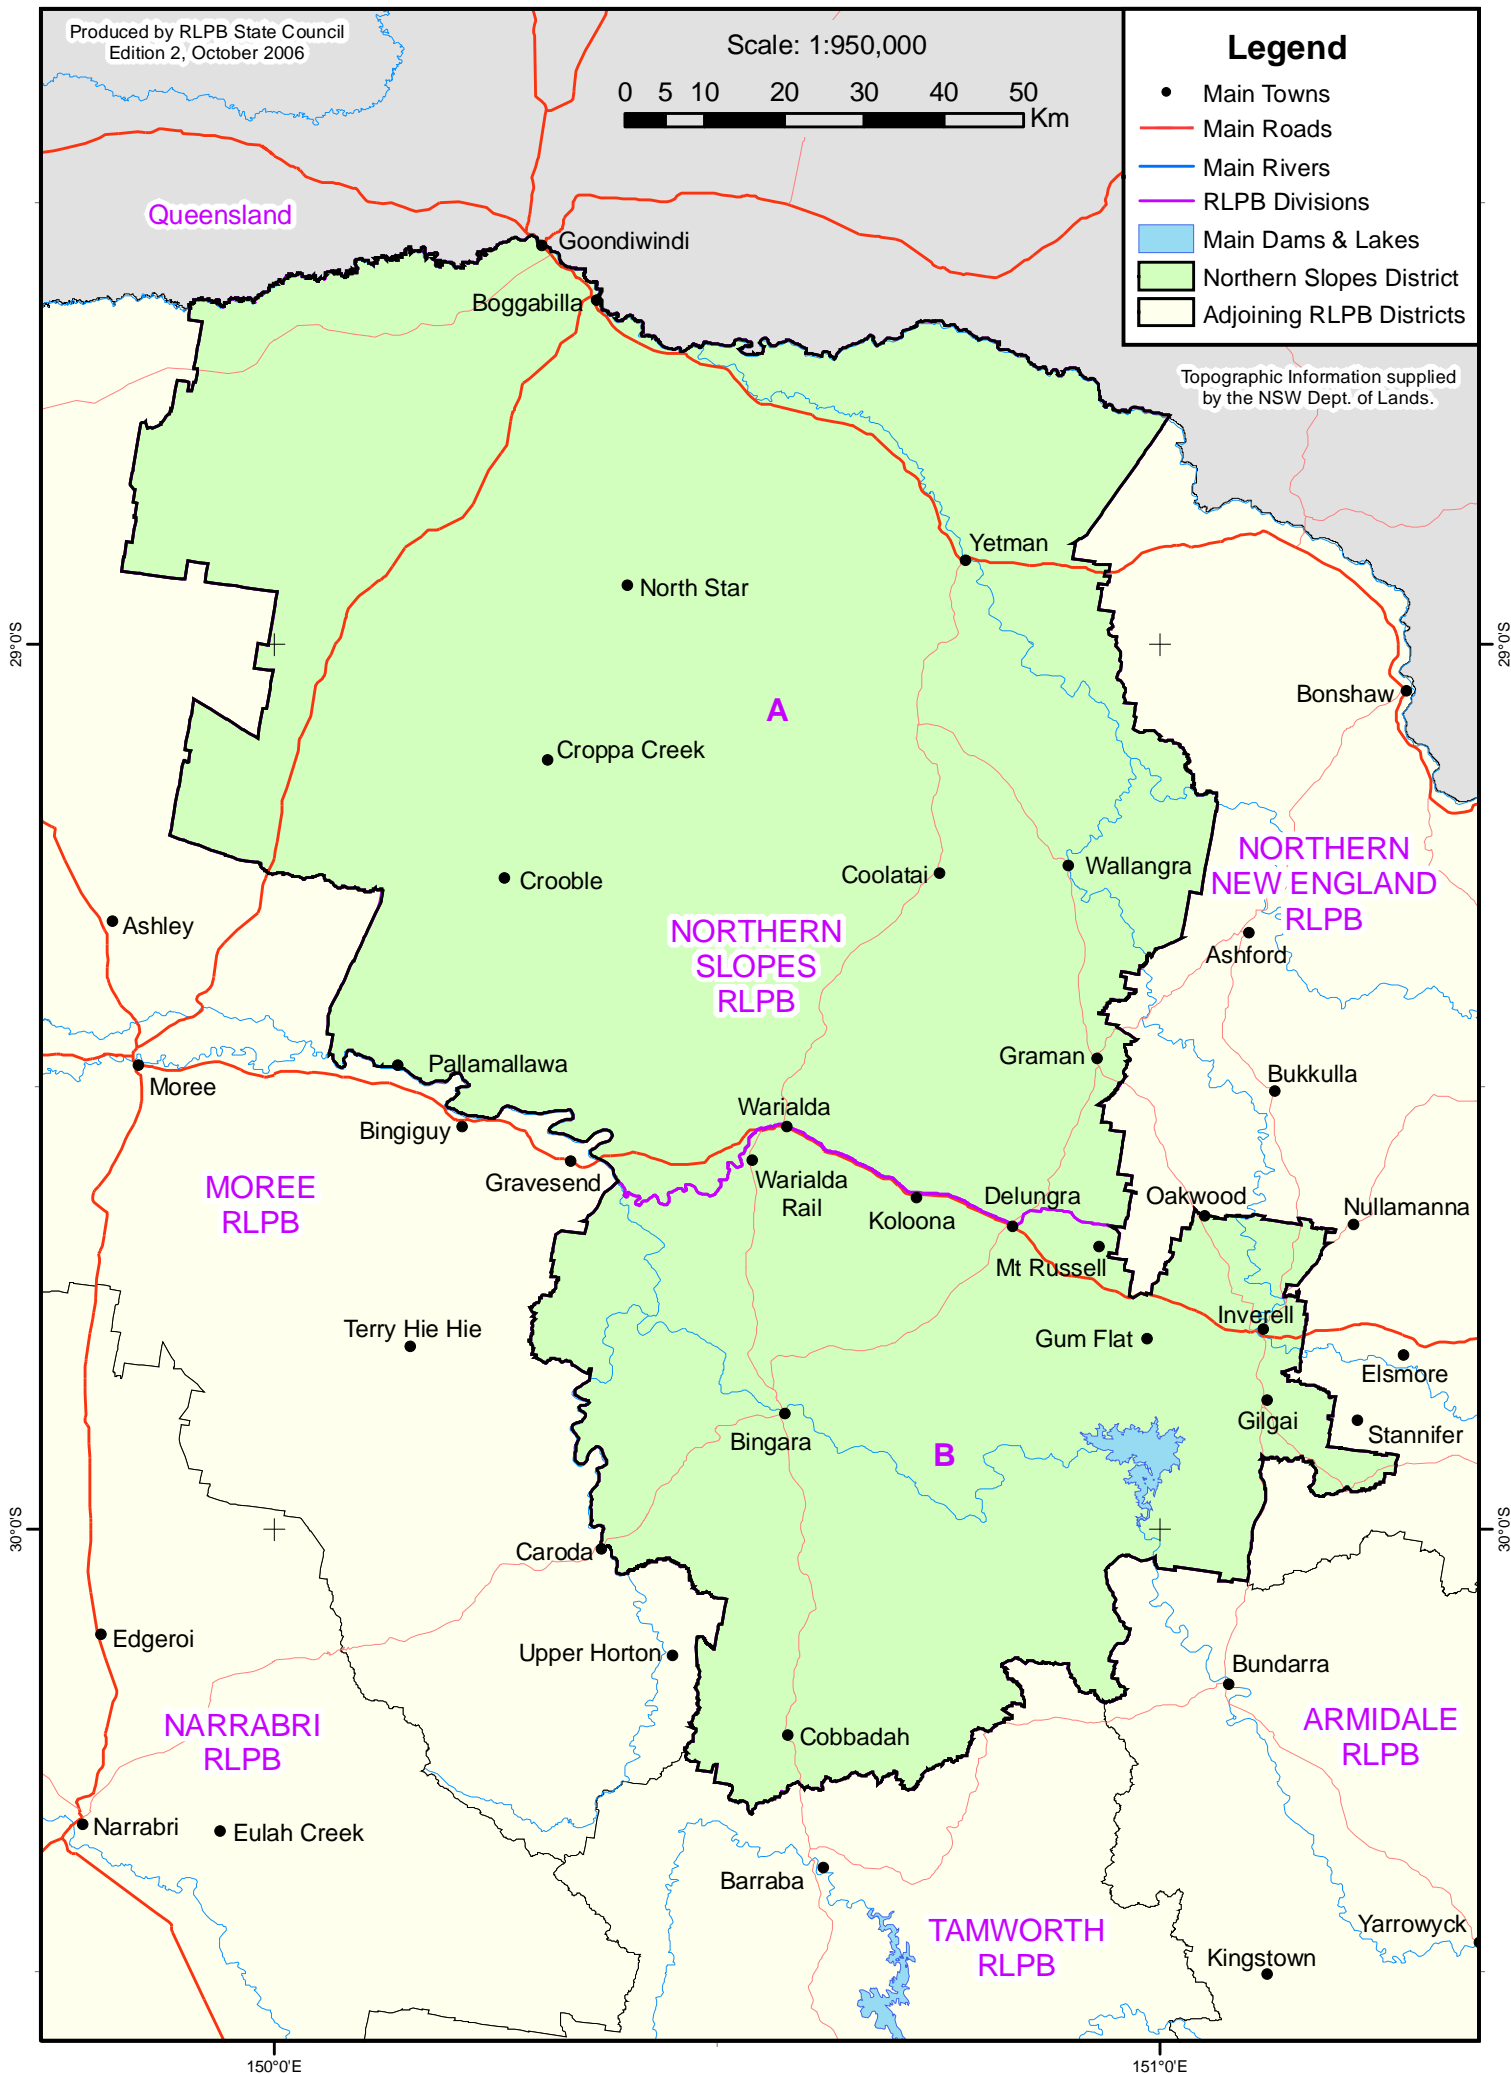 Produced by RLPB State Council
Edition 2, October 2006
Scale: 1:950,000
0 5 10 20 30 40 50
Km
Legend
Main Towns
Main Roads
Main Rivers
RLPB Divisions
Main Dams & Lakes
Northern Slopes District
Adjoining RLPB Districts
Topographic Information supplied
by the NSW Dept. of Lands.
Queensland
Goondiwindi
Boggabilla
Yetman
North Star
29°0'S
29°0'S
Bonshaw
A
Croppa Creek
Coolatai
Wallangra
Crooble
NORTHERN
NEW ENGLAND
RLPB
Ashley
NORTHERN
SLOPES
RLPB
Ashford
Graman
Pallamallawa
Moree
Bukkulla
Warialda
Bingiguy
Gravesend
Warialda
Rail
MOREE
RLPB
Koloona
Delungra
Oakwood
Nullamanna
Mt Russell
Inverell
Terry Hie Hie
Gum Flat
Elsmore
Gilgai
Stannifer
Bingara
B
30°0'S
30°0'S
Caroda
Edgeroi
Upper Horton
Bundarra
NARRABRI
RLPB
Cobbadah
ARMIDALE
RLPB
Narrabri
Eulah Creek
Barraba
TAMWORTH
RLPB
Yarrowyck
Kingstown
150°0'E
151°0'E